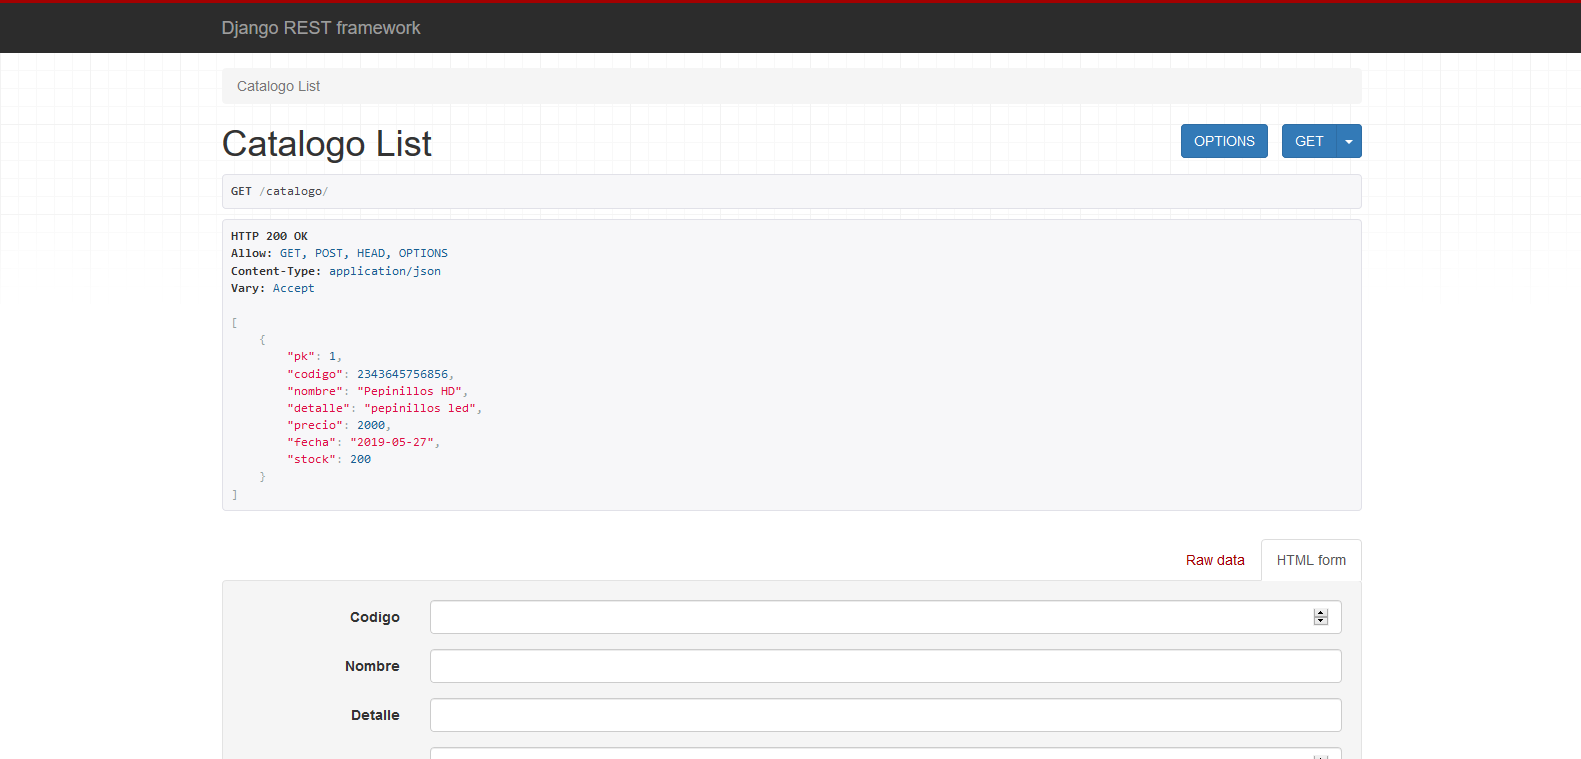 Django REST framework
Catalogo List
Catalogo List
OPTIONS
GET
GET /catalogo/
HTTP 200 OK
Allow: GET, POST, HEAD, OPTIONS
Content-Type: application/json
Vary: Accept
[
    {
        "pk": 1,
        "codigo": 2343645756856,
        "nombre": "Pepinillos HD",
        "detalle": "pepinillos led",
        "precio": 2000,
        "fecha": "2019-05-27",
        "stock": 200
    }
]
Raw data
HTML form
Codigo
Nombre
Detalle